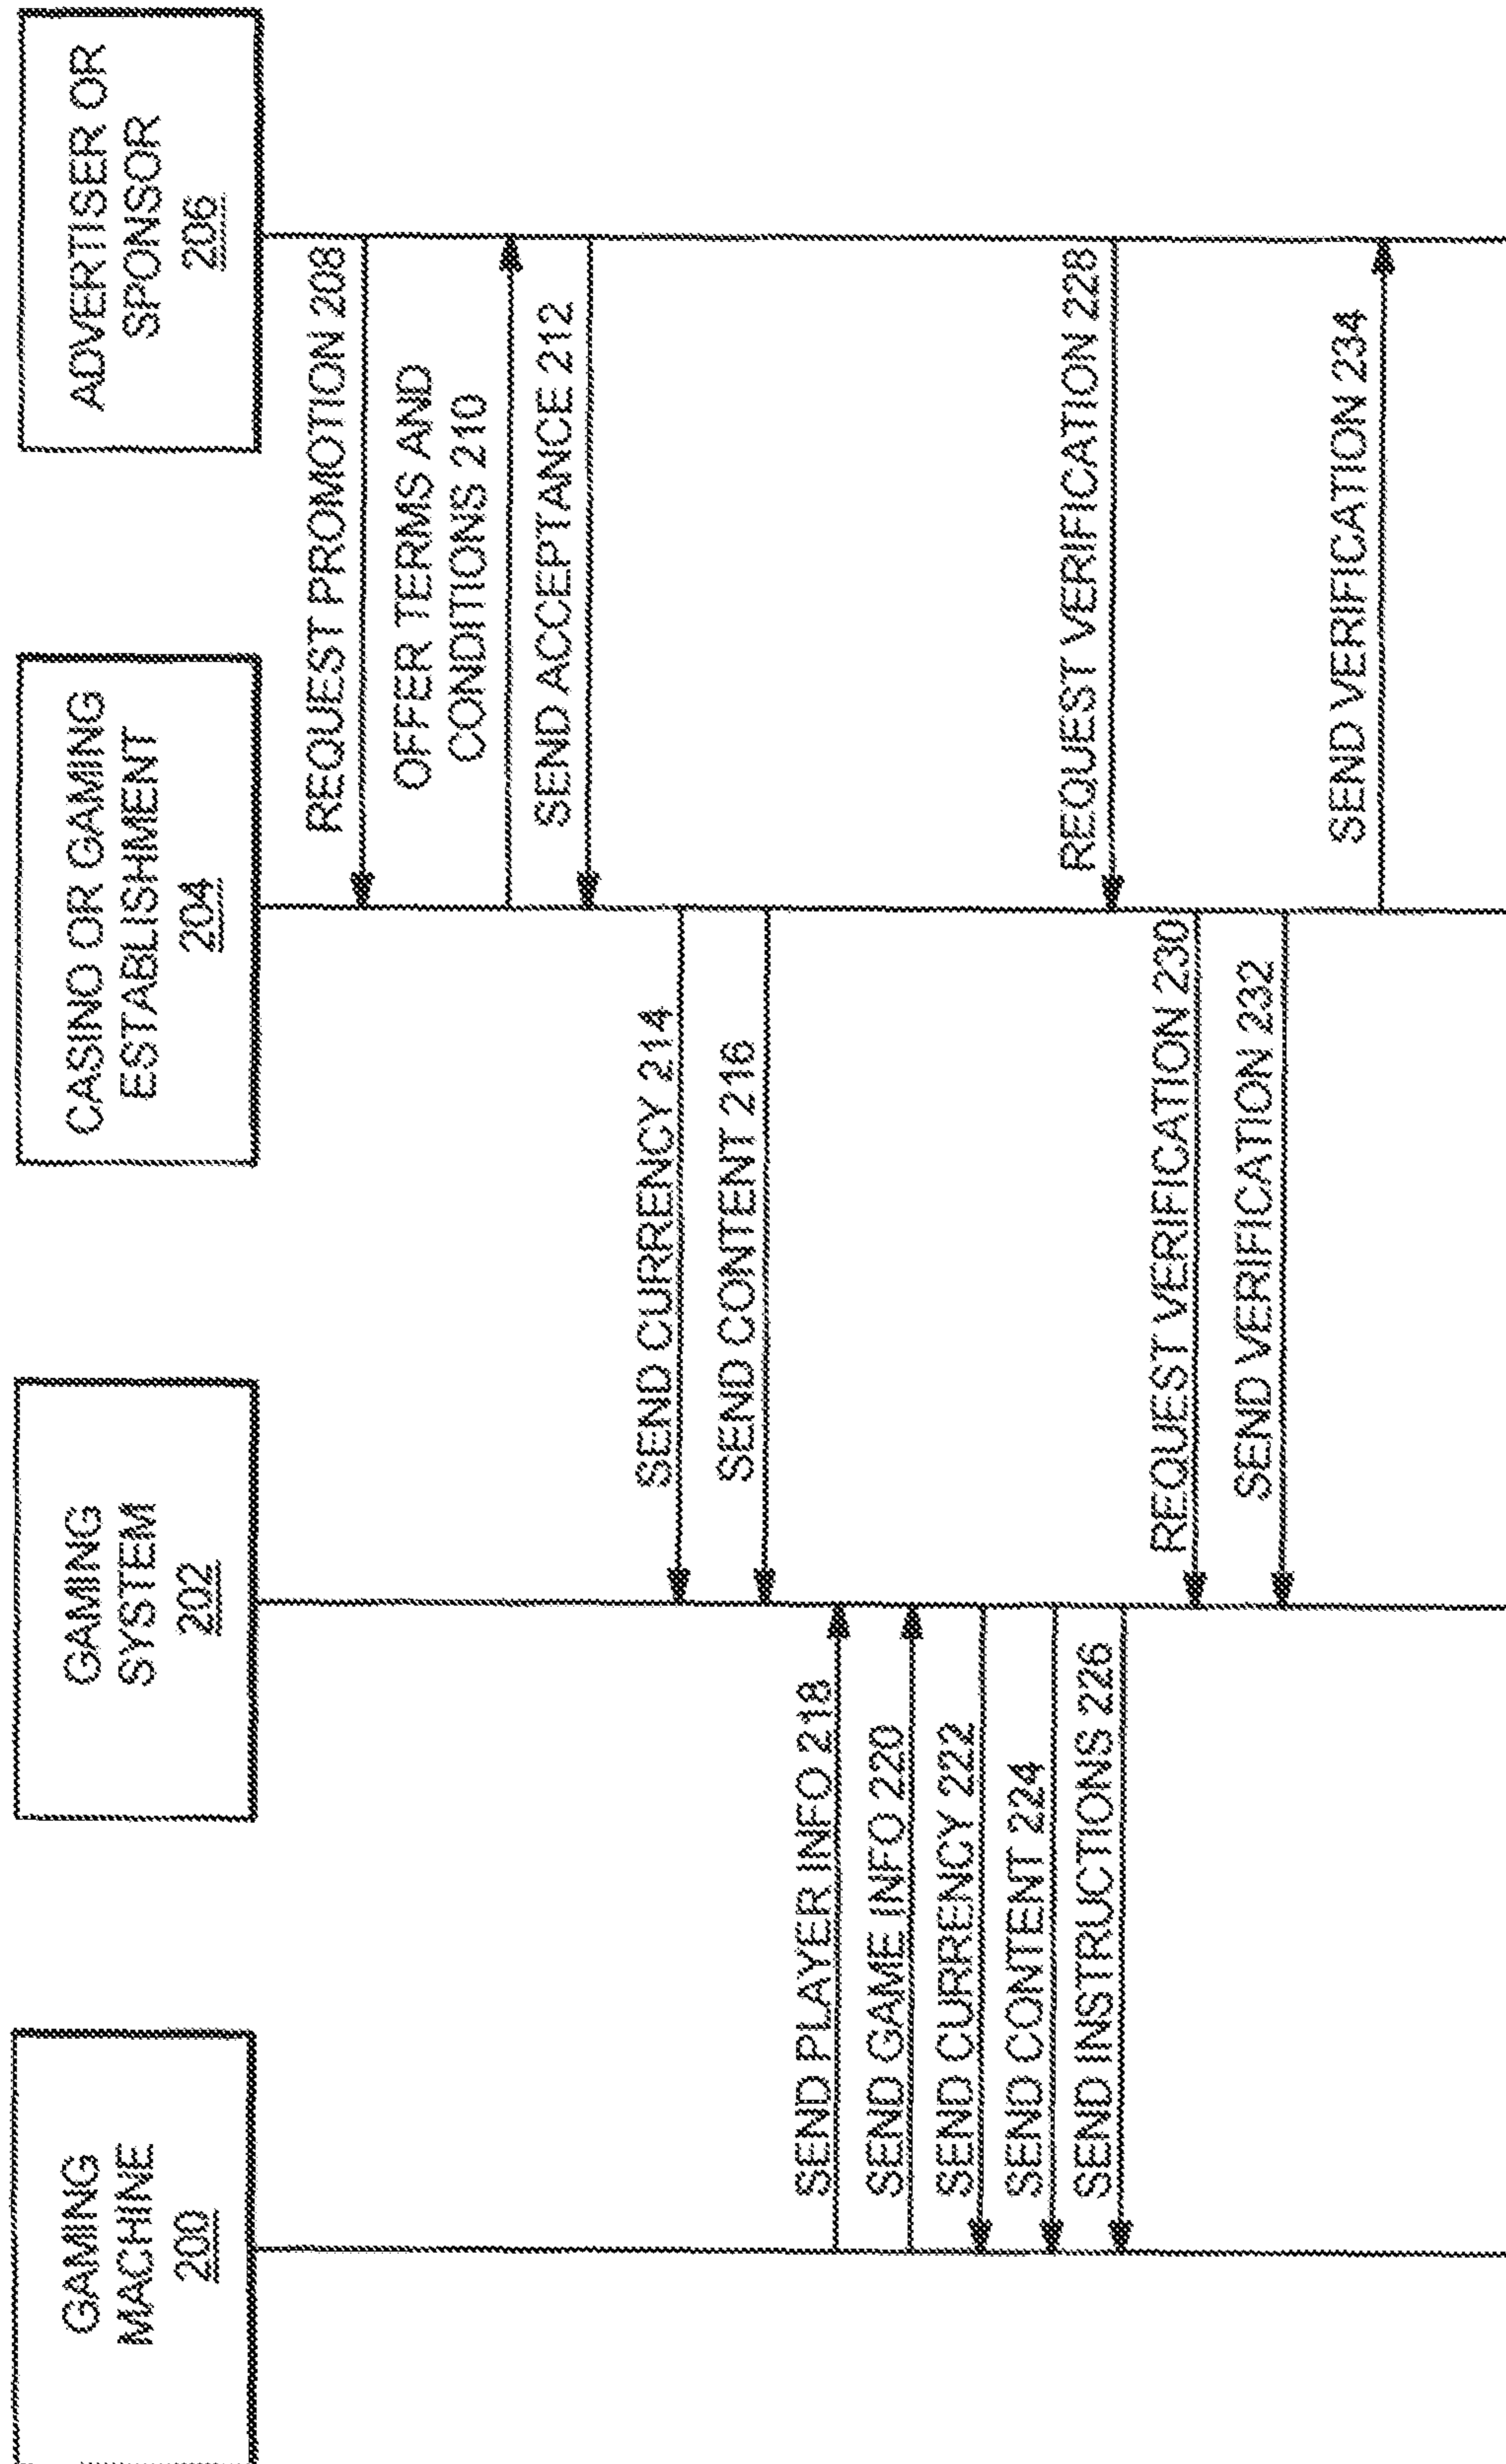 GAMING
MACHINE
200
GAMING
SYSTEM
202
CASINO OR GAMING
ESTABLISHMENT
204
ADVERTISER OR
SPONSOR
206
REQUEST PROMOTION 208
OFFER TERMS AND
CONDITIONS 210
SEND ACCEPTANCE 212
SEND CURRENCY 214
SEND CONTENT 216
SEND PLAYER INFO 218
SEND GAME INFO 220
SEND CURRENCY 222
SEND CONTENT 224
SEND INSTRUCTIONS 226
REQUEST VERIFICATION 228
REQUEST VERIFICATION 230
SEND VERIFICATION 232
SEND VERIFICATION 234